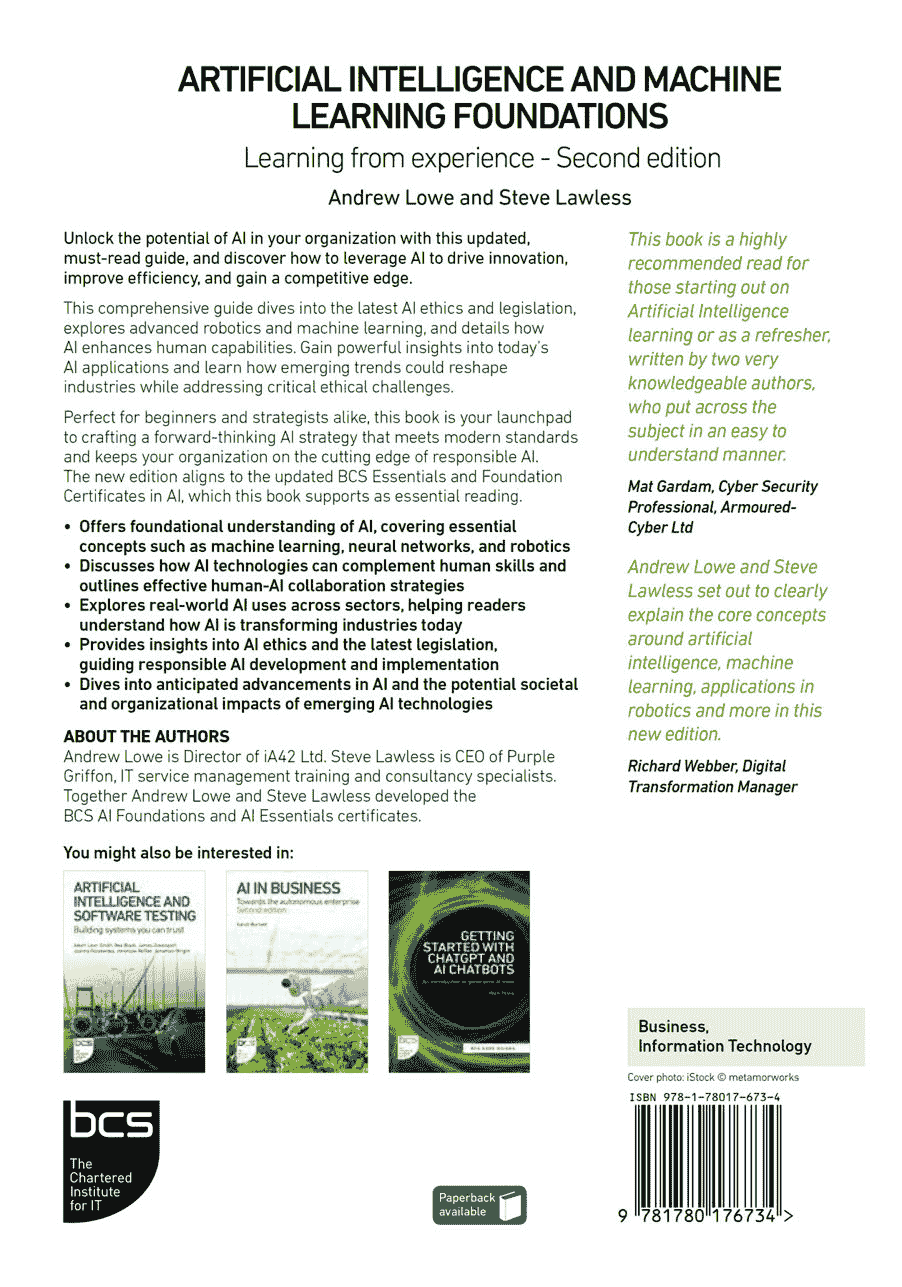 ARTIFICIAL INTELLIGENCE AND MACHINE
LEARNING FOUNDATIONS
Learning from experience - Second edition
Andrew Lowe and Steve Lawless
Unlock the potential of AI in your organization with this updated,
must-read guide, and discover how to leverage AI to drive innovation,
improve efficiency, and gain a competitive edge.
This comprehensive guide dives into the latest AI ethics and legislation,
explores advanced robotics and machine learning, and details how
AI enhances human capabilities. Gain powerful insights into today's
AI applications and learn how emerging trends could reshape
industries while addressing critical ethical challenges.
Perfect for beginners and strategists alike, this book is your launchpad
to crafting a forward-thinking AI strategy that meets modern standards
and keeps your organization on the cutting edge of responsible AI.
The new edition aligns to the updated BCS Essentials and Foundation
Certificates in AI, which this book supports as essential reading.
• Offers foundational understanding of AI, covering essential
concepts such as machine learning, neural networks, and robotics
• Discusses how AI technologies can complement human skills and
outlines effective human-AI collaboration strategies
• Explores real-world AI uses across sectors, helping readers
understand how AI is transforming industries today
• Provides insights into AI ethics and the latest legislation,
guiding responsible AI development and implementation
• Dives into anticipated advancements in AI and the potential societal
and organizational impacts of emerging AI technologies
ABOUT THE AUTHORS
Andrew Lowe is Director of iA42 Ltd. Steve Lawless is CEO of Purple
Griffon, IT service management training and consultancy specialists.
Together Andrew Lowe and Steve Lawless developed the
BCS AI Foundations and AI Essentials certificates.
You might also be interested in:
ARTIFICIAL
INTELLIGENCE AND
SOFTWARE TESTING
Building systems you can trust
AI IN BUSINESS
Towards the autonomous enterprise
Second edition
GETTING
STARTED WITH
CHATGPT AND
AI CHATBOTS
bcs
bcs
The
Chartered
Institute
for IT
Paperback
available
This book is a highly
recommended read for
those starting out on
Artificial Intelligence
learning or as a refresher,
written by two very
knowledgeable authors,
who put across the
subject in an easy to
understand manner.
Mat Gardam, Cyber Security
Professional, Armoured-
Cyber Ltd
Andrew Lowe and Steve
Lawless set out to clearly
explain the core concepts
around artificial
intelligence, machine
learning, applications in
robotics and more in this
new edition.
Richard Webber, Digital
Transformation Manager
Business,
Information Technology
Cover photo: iStock © metamorworks
ISBN 978-1-78017-673-4
9 781780 176734 >